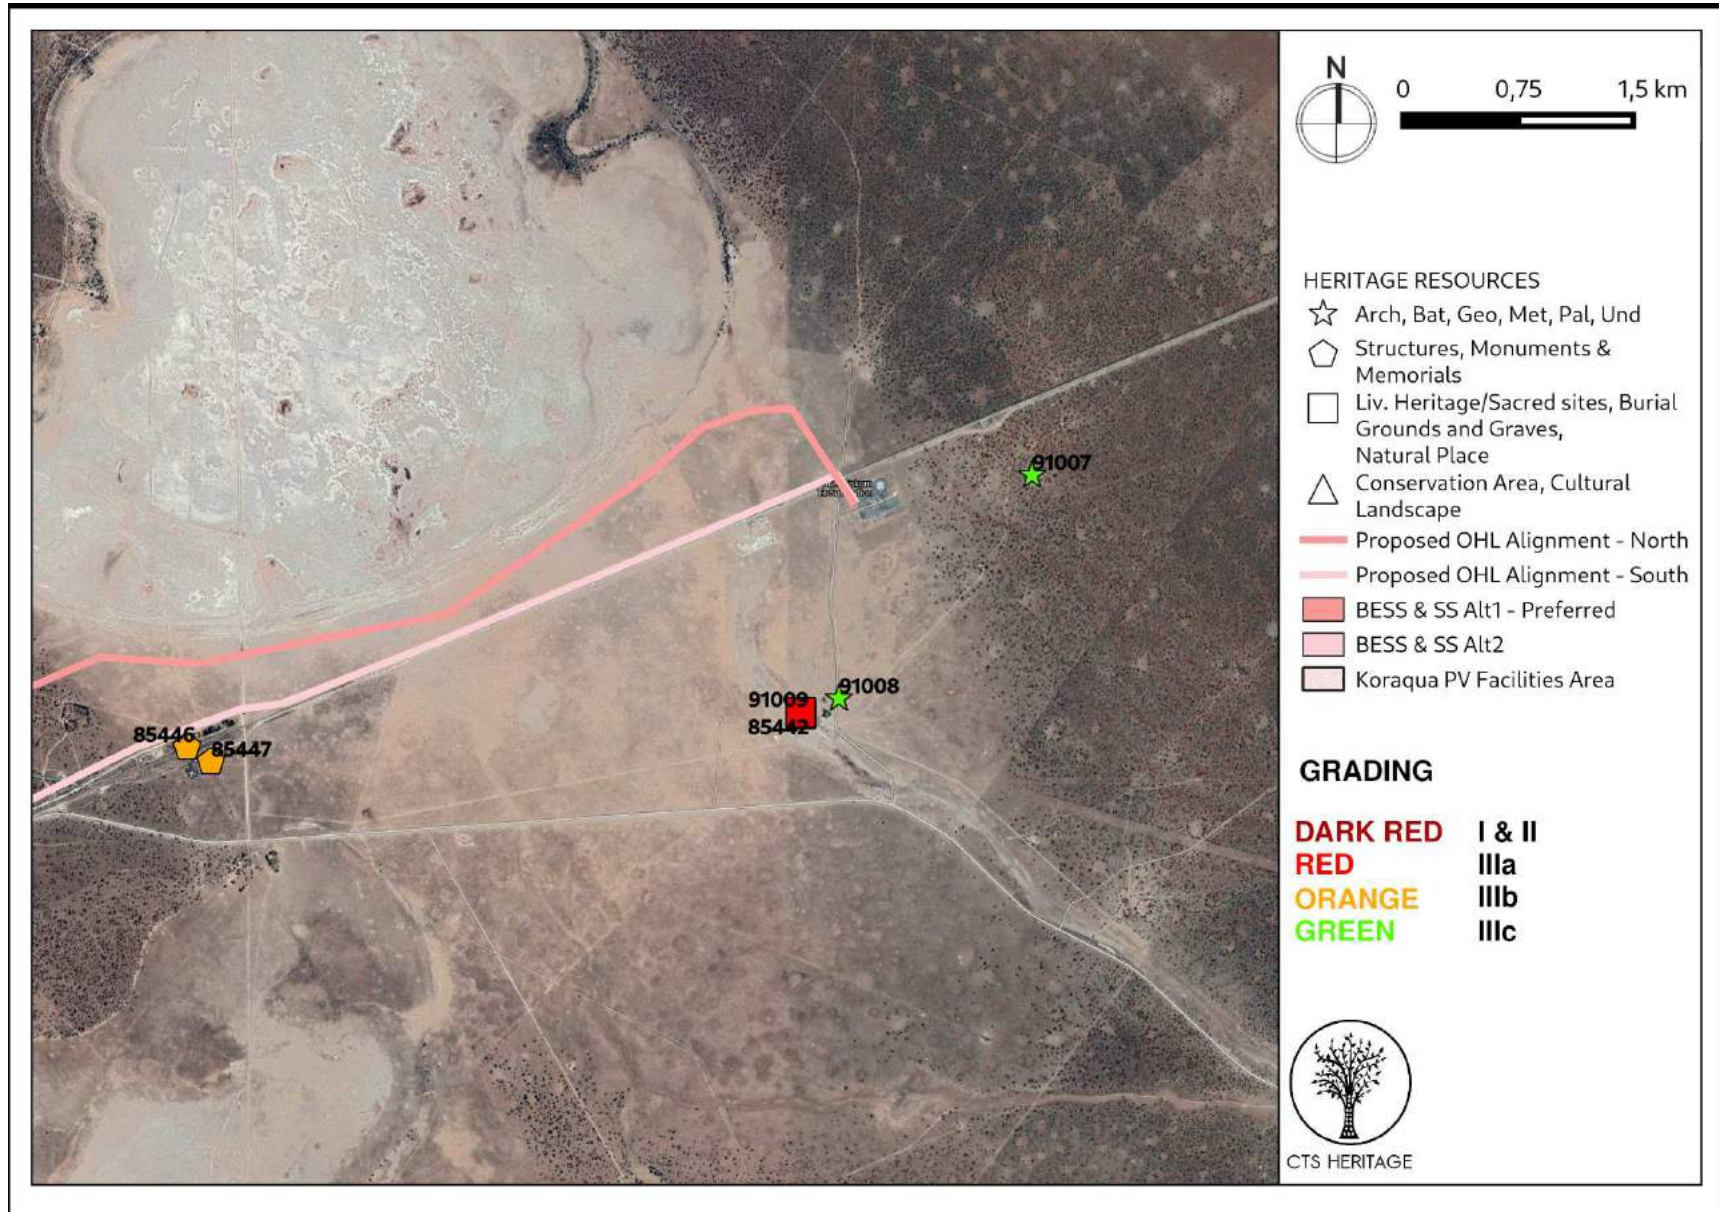 N
0 0,75 1,5 km
HERITAGE RESOURCES
Arch, Bat, Geo, Met, Pal, Und
Structures, Monuments &
Memorials
Liv. Heritage/Sacred sites, Burial
Grounds and Graves,
Natural Place
Conservation Area, Cultural
Landscape
Proposed OHL Alignment - North
Proposed OHL Alignment - South
BESS & SS Alt1 - Preferred
BESS & SS Alt2
Koraqua PV Facilities Area
GRADING
DARK RED I & II
RED IIIa
ORANGE IIIb
GREEN IIIc
CTS HERITAGE
91007
91008
91009
85442
85446
85447